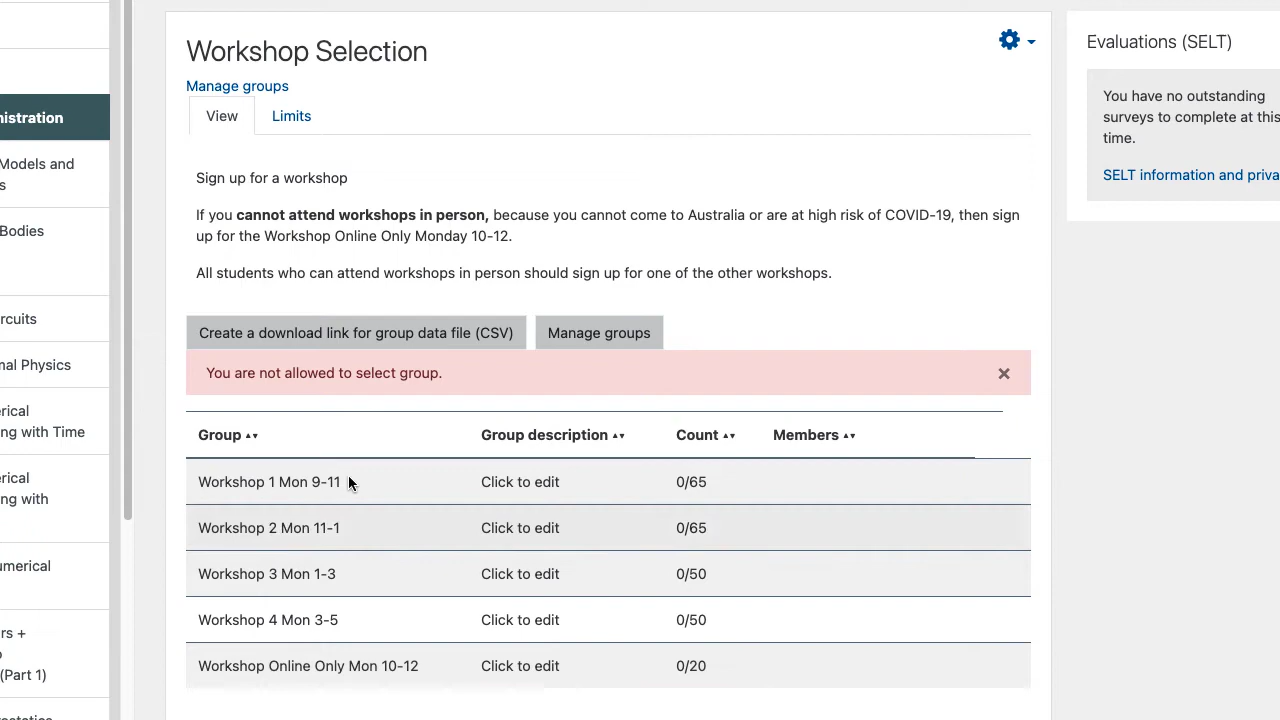 Workshop Selection
Manage groups
View
Limits
Sign up for a workshop
If you cannot attend workshops in person, because you cannot come to Australia or are at high risk of COVID-19, then sign
up for the Workshop Online Only Monday 10-12.
All students who can attend workshops in person should sign up for one of the other workshops.
Create a download link for group data file (CSV)
Manage groups
You are not allowed to select group.
Group
Group description
Count
Members
Workshop 1 Mon 9-11
Click to edit
0/65
Workshop 2 Mon 11-1
Click to edit
0/65
Workshop 3 Mon 1-3
Click to edit
0/50
Workshop 4 Mon 3-5
Click to edit
0/50
Workshop Online Only Mon 10-12
Click to edit
0/20
Evaluations (SELT)
You have no outstanding
surveys to complete at this
time.
SELT information and
Models and
Bodies
Physics
ng with Time
ng with
(Part 1)